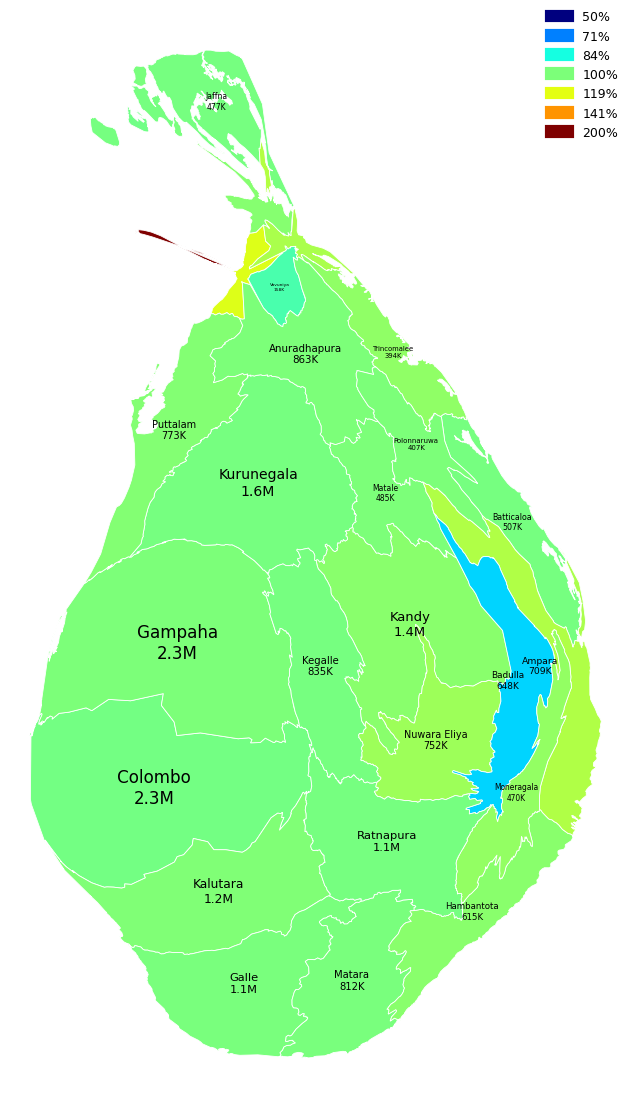 50%
71%
84%
100%
119%
141%
200%
Jaffna
477K
Vavuniya
158K
Anuradhapura
863K
Trincomalee
394K
Puttalam
773K
Polonnaruwa
407K
Kurunegala
1.6M
Matale
485K
Batticaloa
507K
Kandy
1.4M
Gampaha
2.3M
Kegalle
835K
Ampara
709K
Badulla
648K
Nuwara Eliya
752K
Colombo
2.3M
Moneragala
470K
Ratnapura
1.1M
Kalutara
1.2M
Hambantota
615K
Galle
1.1M
Matara
812K